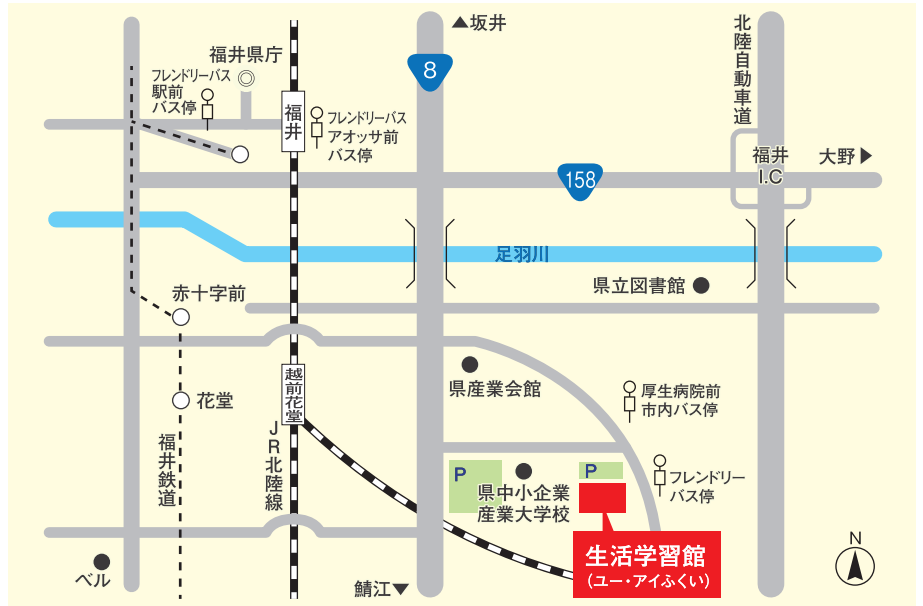 ▲坂井
北陸自動車道
福井県庁
8
フレンドリーバス
駅前
バス停
福井
フレンドリーバス
アオッサ前
バス停
福井
I.C
大野▶
158
足羽川
県立図書館
赤十字前
越前花堂
県産業会館
厚生病院前
市内バス停
花堂
福井鉄道
JR北陸線
P
P
フレンドリー
バス停
県中小企業
産業大学校
生活学習館
(ユー・アイふくい)
N
ベル
鯖江▼